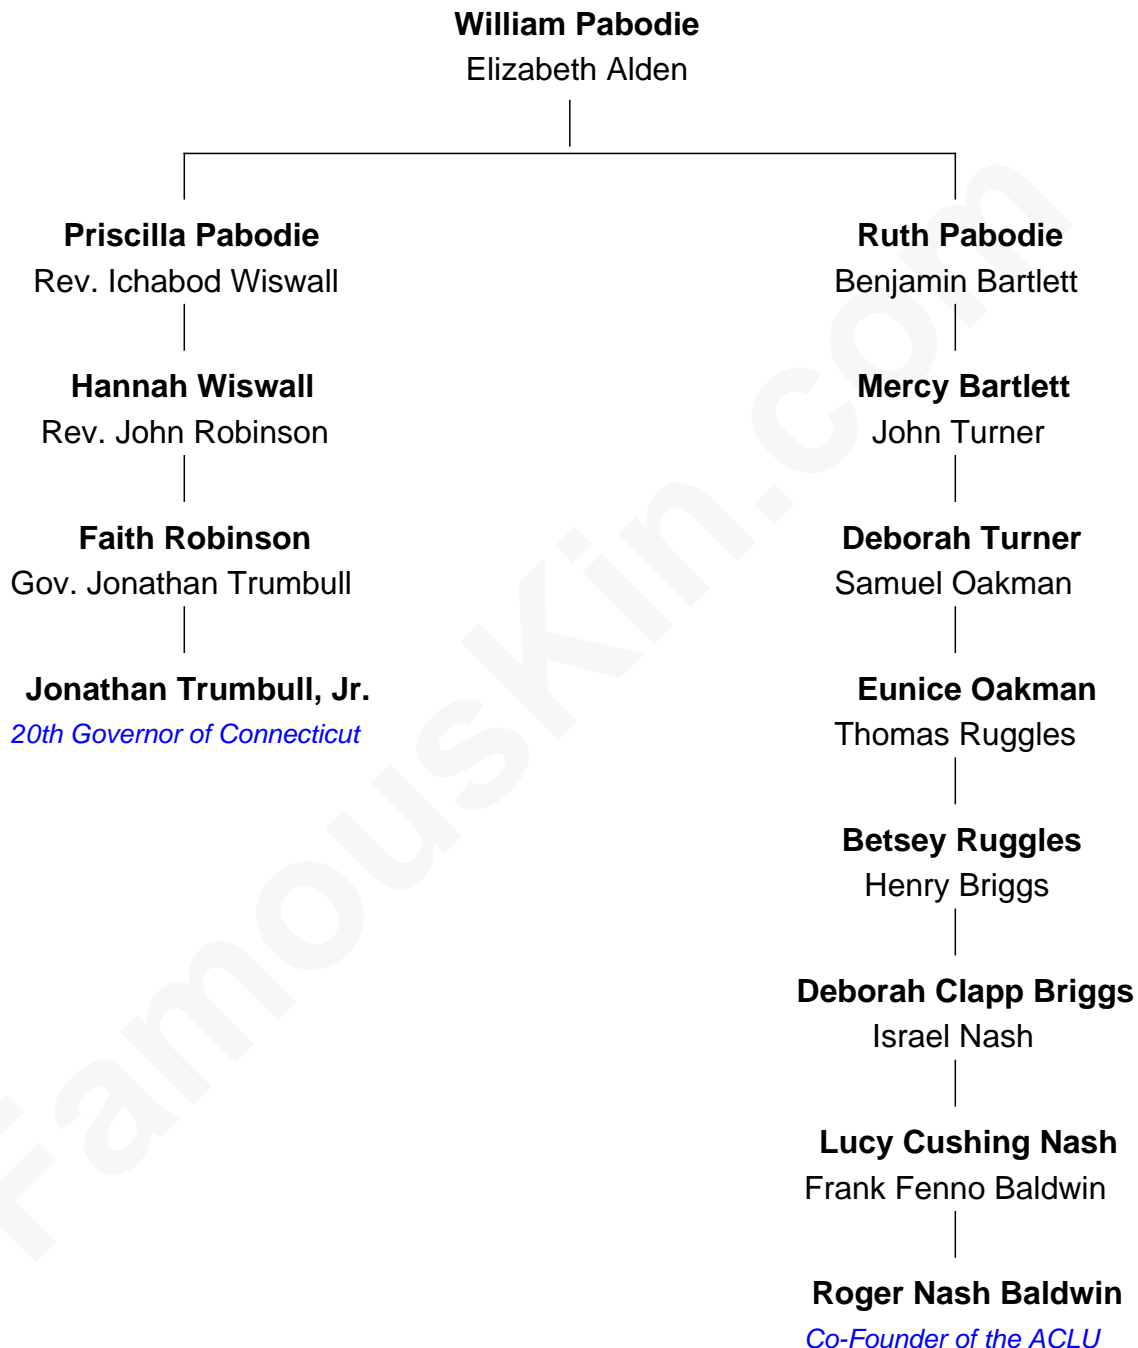 William Pabodie
Elizabeth Alden
Priscilla Pabodie
Rev. Ichabod Wiswall
Hannah Wiswall
Rev. John Robinson
Faith Robinson
Gov. Jonathan Trumbull
Jonathan Trumbull, Jr.
20th Governor of Connecticut
Ruth Pabodie
Benjamin Bartlett
Mercy Bartlett
John Turner
Deborah Turner
Samuel Oakman
Eunice Oakman
Thomas Ruggles
Betsey Ruggles
Henry Briggs
Deborah Clapp Briggs
Israel Nash
Lucy Cushing Nash
Frank Fenno Baldwin
Roger Nash Baldwin
Co-Founder of the ACLU
FamousKin.com